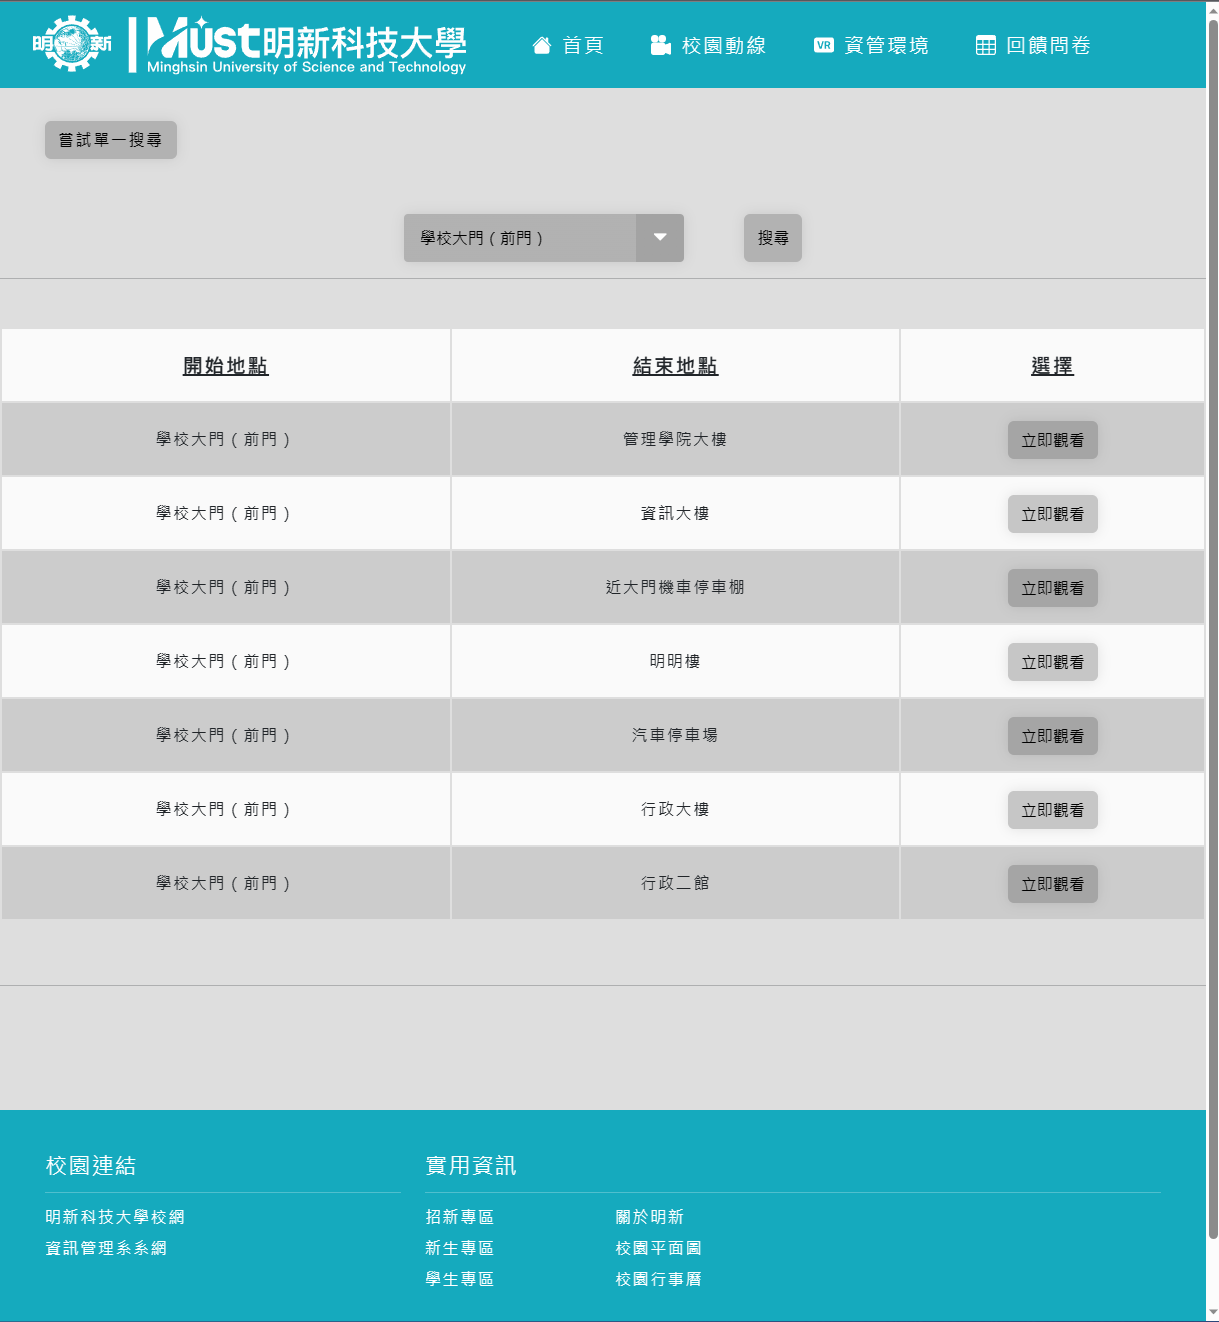 明新
Must明新科技大學
Minghsin University of Science and Technology
首頁
校園動線
VR 資管環境
回饋問卷
嘗試單一搜尋
學校大門 ( 前門 )
搜尋
開始地點 結束地點 選擇
學校大門 ( 前門 ) 管理學院大樓 立即觀看
學校大門 ( 前門 ) 資訊大樓 立即觀看
學校大門 ( 前門 ) 近大門機車停車棚 立即觀看
學校大門 ( 前門 ) 明明樓 立即觀看
學校大門 ( 前門 ) 汽車停車場 立即觀看
學校大門 ( 前門 ) 行政大樓 立即觀看
學校大門 ( 前門 ) 行政二館 立即觀看
校園連結
明新科技大學校網
資訊管理系系網
實用資訊
招新專區 關於明新
新生專區 校園平面圖
學生專區 校園行事曆